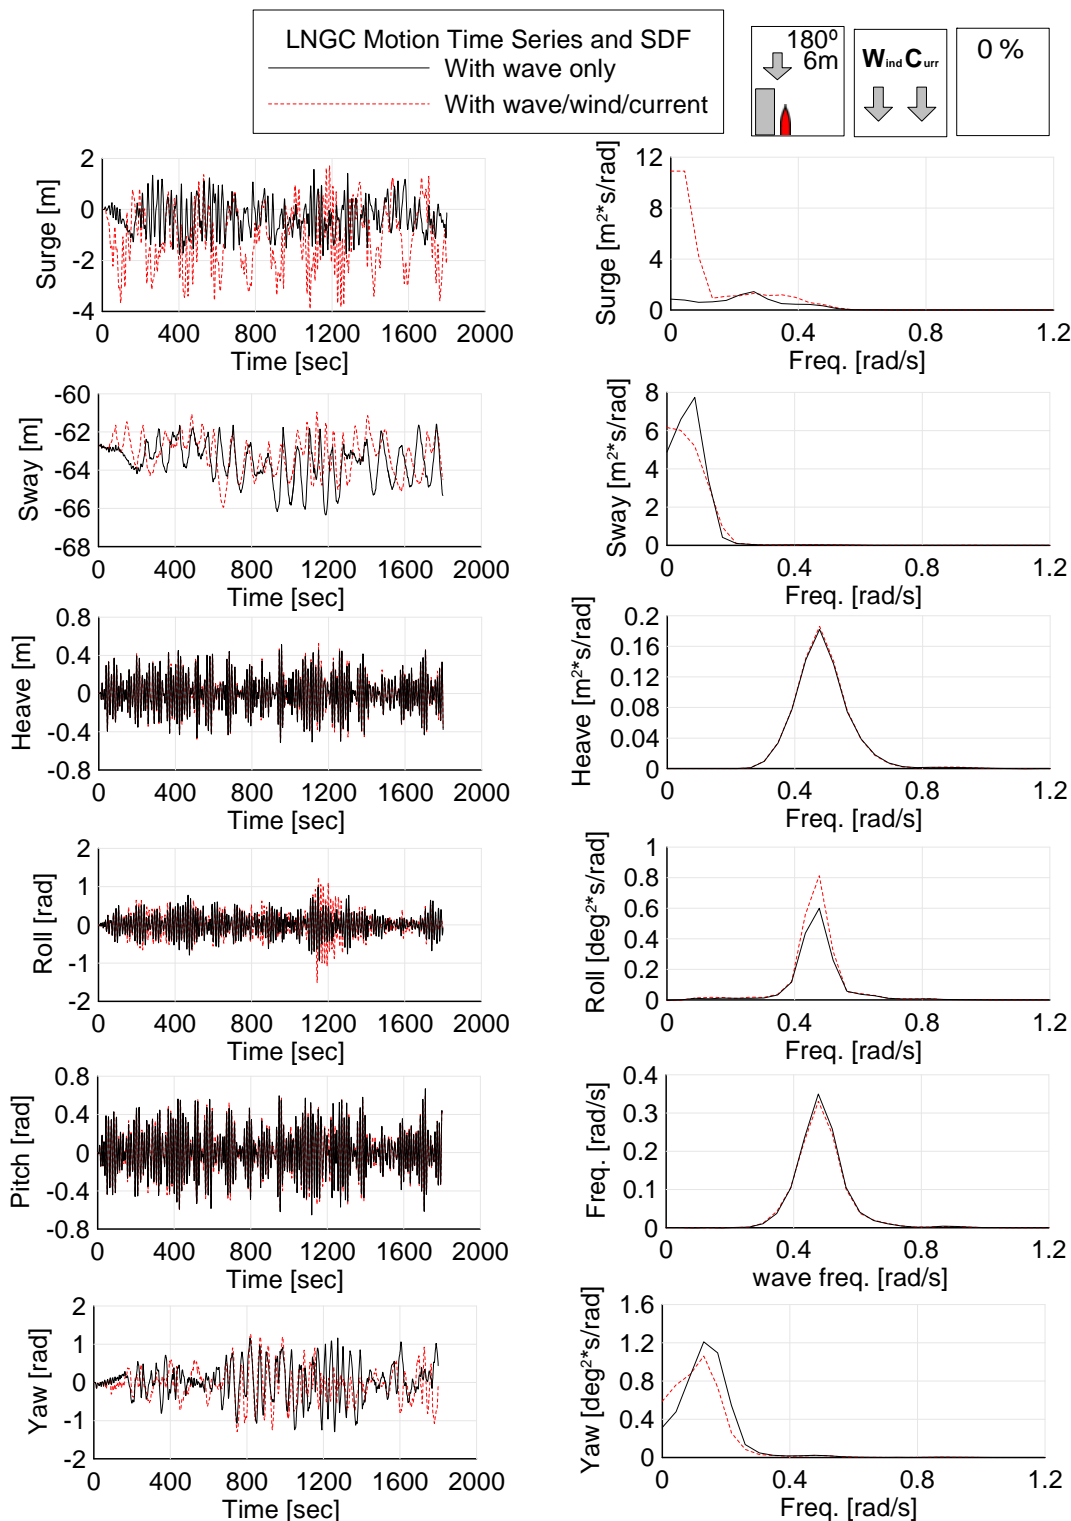 LNGC Motion Time Series and SDF
With wave only
With wave/wind/current
180º
6m
Wind Curr
0 %
2
0
-2
-4
Surge [m]
0 400 800 1200 1600 2000
Time [sec]
12
8
4
0
Surge [m²*s/rad]
0 0.4 0.8 1.2
Freq. [rad/s]
-60
-62
-64
-66
-68
Sway [m]
0 400 800 1200 1600 2000
Time [sec]
8
6
4
2
0
Sway [m²*s/rad]
0 0.4 0.8 1.2
Freq. [rad/s]
0.8
0.4
0
-0.4
-0.8
Heave [m]
0 400 800 1200 1600 2000
Time [sec]
0.2
0.16
0.12
0.08
0.04
0
Heave [m²*s/rad]
0 0.4 0.8 1.2
Freq. [rad/s]
2
1
0
-1
-2
Roll [rad]
0 400 800 1200 1600 2000
Time [sec]
1
0.8
0.6
0.4
0.2
0
Roll [deg²*s/rad]
0 0.4 0.8 1.2
Freq. [rad/s]
0.8
0.4
0
-0.4
-0.8
Pitch [rad]
0 400 800 1200 1600 2000
Time [sec]
0.4
0.3
0.2
0.1
0
Freq. [rad/s]
0 0.4 0.8 1.2
wave freq. [rad/s]
2
1
0
-1
-2
Yaw [rad]
0 400 800 1200 1600 2000
Time [sec]
1.6
1.2
0.8
0.4
0
Yaw [deg²*s/rad]
0 0.4 0.8 1.2
Freq. [rad/s]